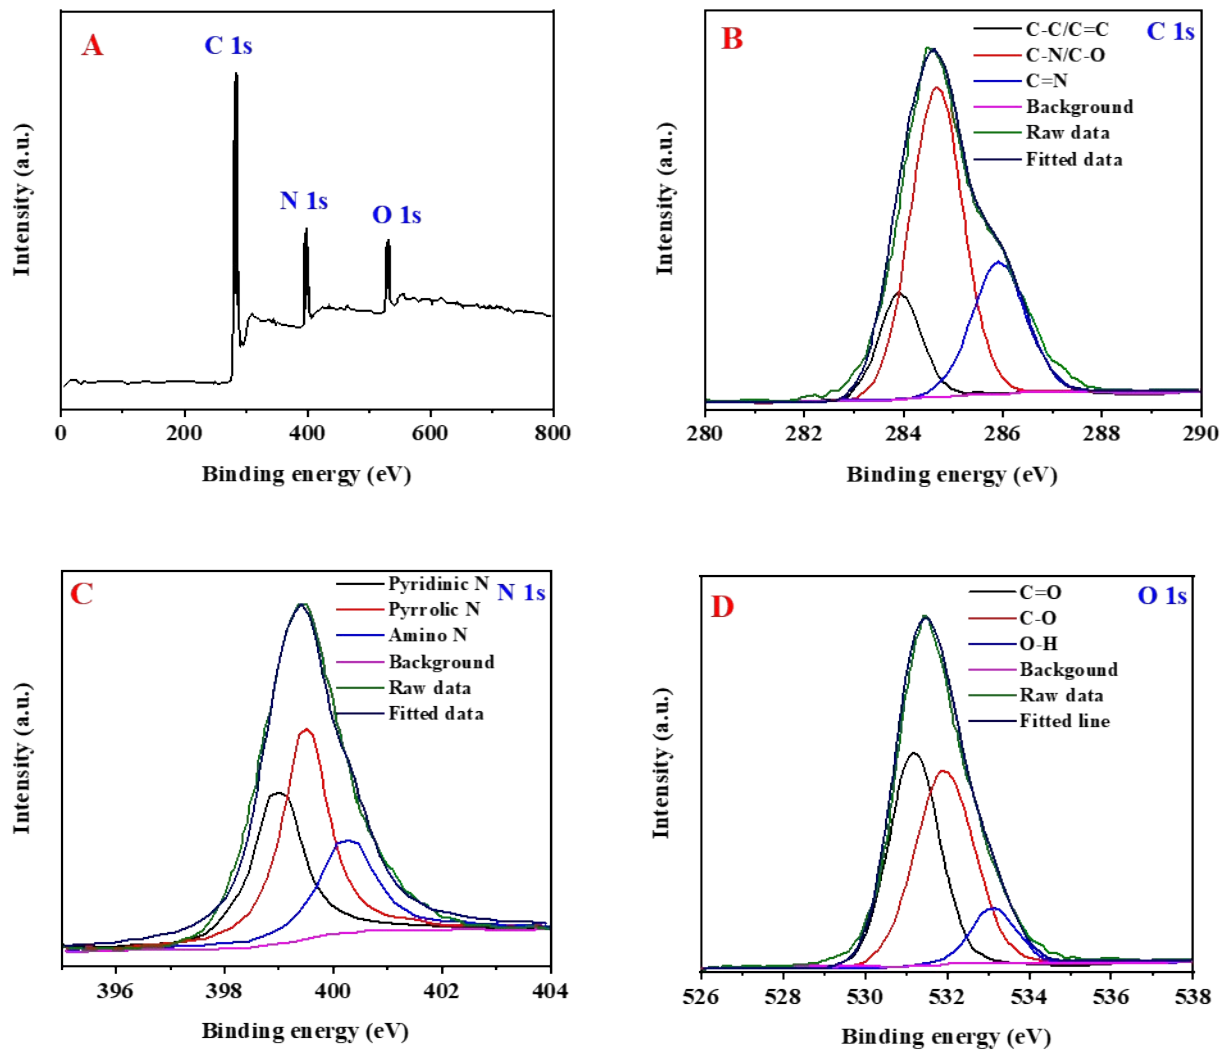 A
C 1s
N 1s
O 1s
Intensity (a.u.)
0 200 400 600 800
Binding energy (eV)
B
C 1s
C-C/C=C
C-N/C-O
C=N
Background
Raw data
Fitted data
Intensity (a.u.)
280 282 284 286 288 290
Binding energy (eV)
C
N 1s
Pyridinic N
Pyrrolic N
Amino N
Background
Raw data
Fitted data
Intensity (a.u.)
396 398 400 402 404
Binding energy (eV)
D
O 1s
C=O
C-O
O-H
Backgound
Raw data
Fitted line
Intensity (a.u.)
526 528 530 532 534 536 538
Binding energy (eV)